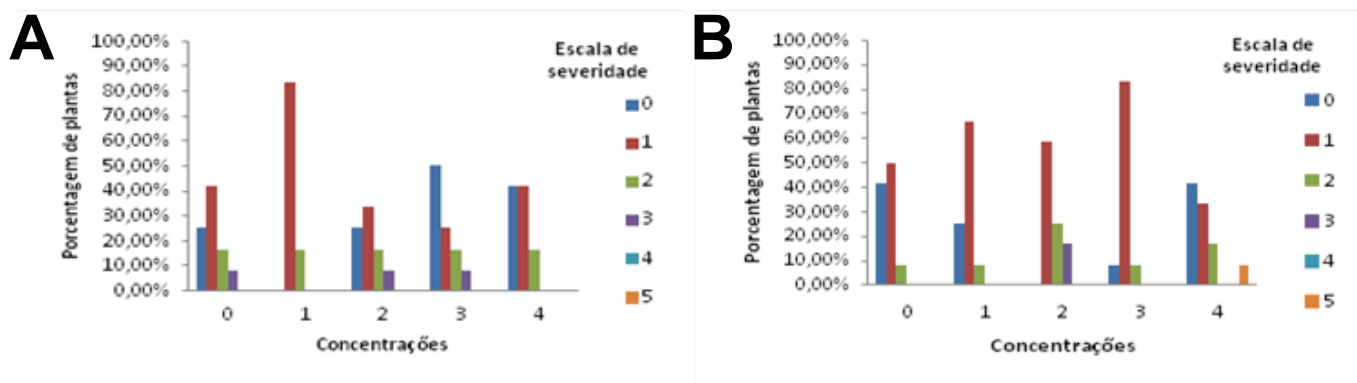 A
Escala de
severidade
Porcentagem de plantas
100,00%
90,00%
80,00%
70,00%
60,00%
50,00%
40,00%
30,00%
20,00%
10,00%
0,00%
0 1 2 3 4
Concentrações
0
1
2
3
4
5
B
Escala de
severidade
Porcentagem de plantas
100,00%
90,00%
80,00%
70,00%
60,00%
50,00%
40,00%
30,00%
20,00%
10,00%
0,00%
0 1 2 3 4
Concentrações
0
1
2
3
4
5